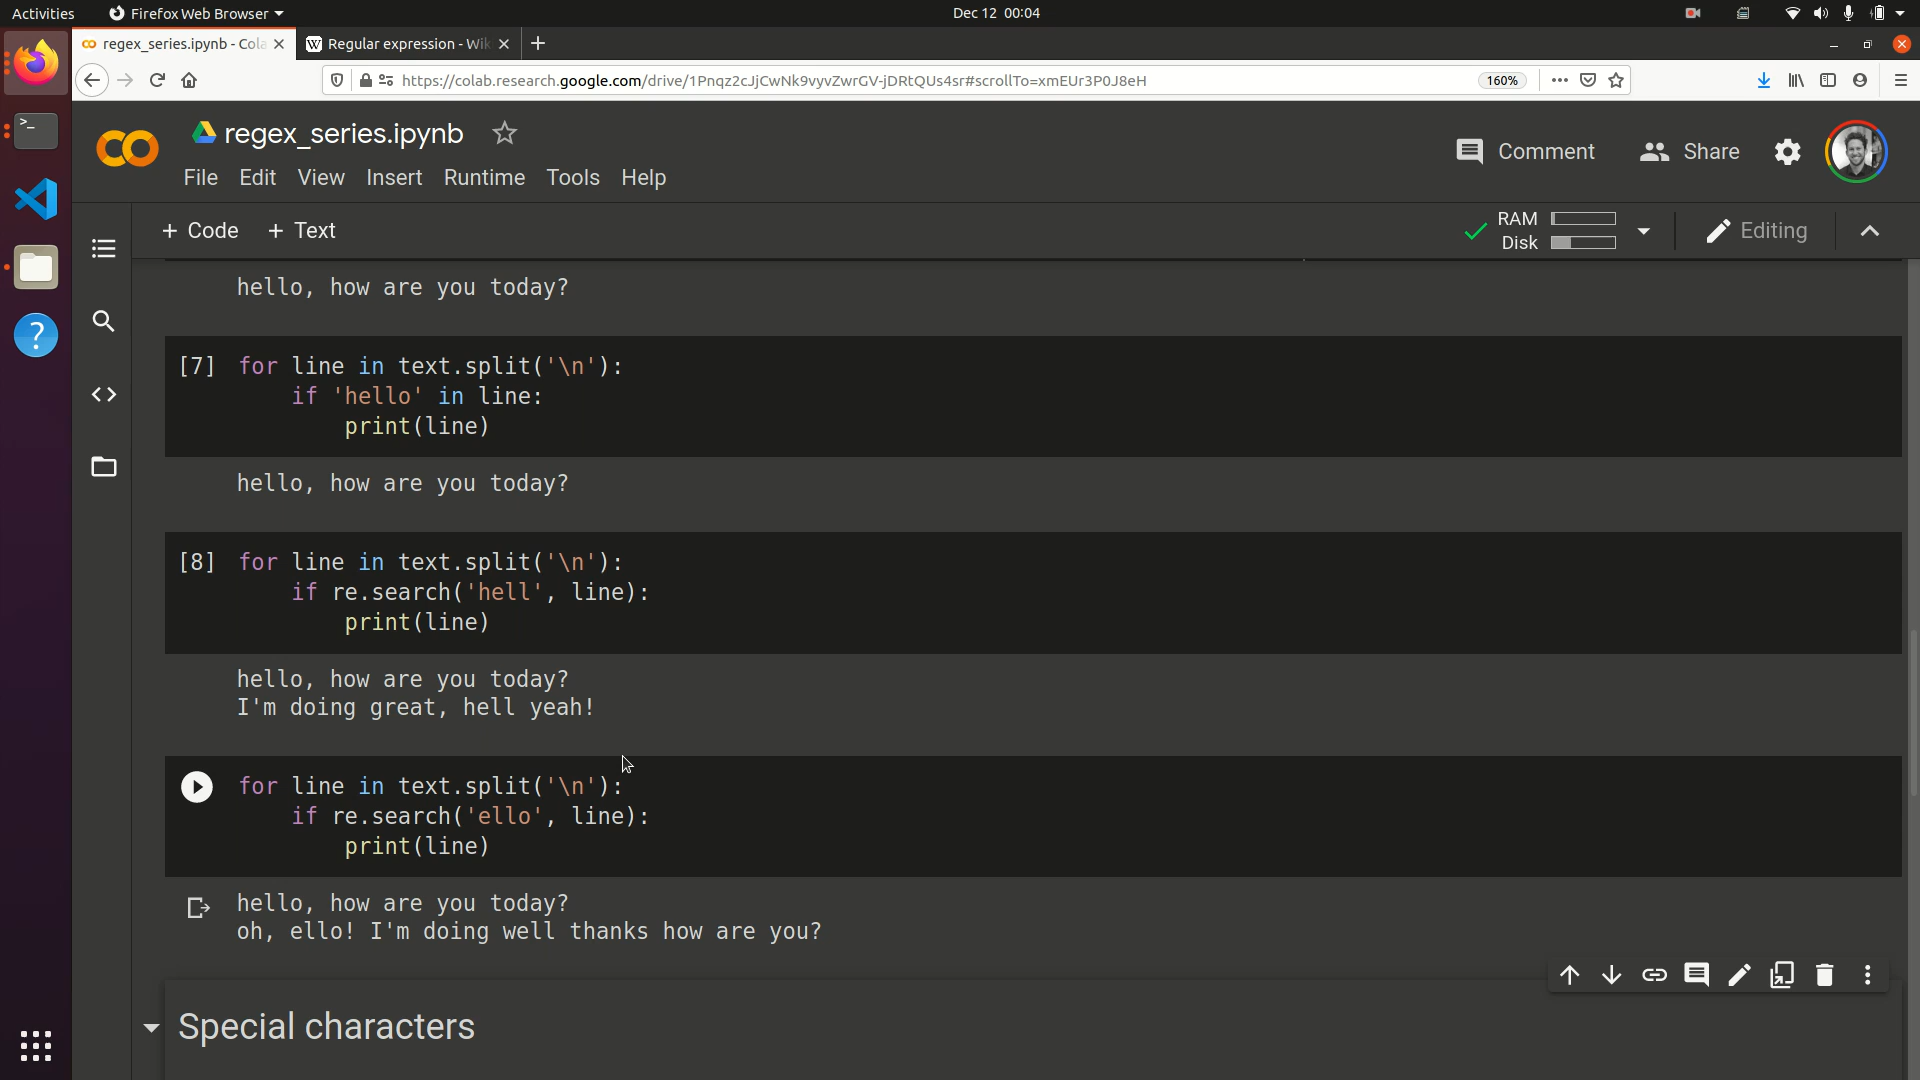 Activities
Firefox Web Browser
Dec 12 00:04
regex_series.ipynb - Cola
Regular expression - Wik
https://colab.research.google.com/drive/1Pnqz2cJjCwNk9vyvZwrGV-jDRtQUs4sr#scrollTo=xmEUr3P0J8eH
160%
regex_series.ipynb
File Edit View Insert Runtime Tools Help
Comment
Share
+ Code + Text
RAM
Disk
Editing
hello, how are you today?
[7] for line in text.split('\n'):
if 'hello' in line:
print(line)
hello, how are you today?
[8] for line in text.split('\n'):
if re.search('hell', line):
print(line)
hello, how are you today?
I'm doing great, hell yeah!
for line in text.split('\n'):
if re.search('ello', line):
print(line)
hello, how are you today?
oh, ello! I'm doing well thanks how are you?
Special characters